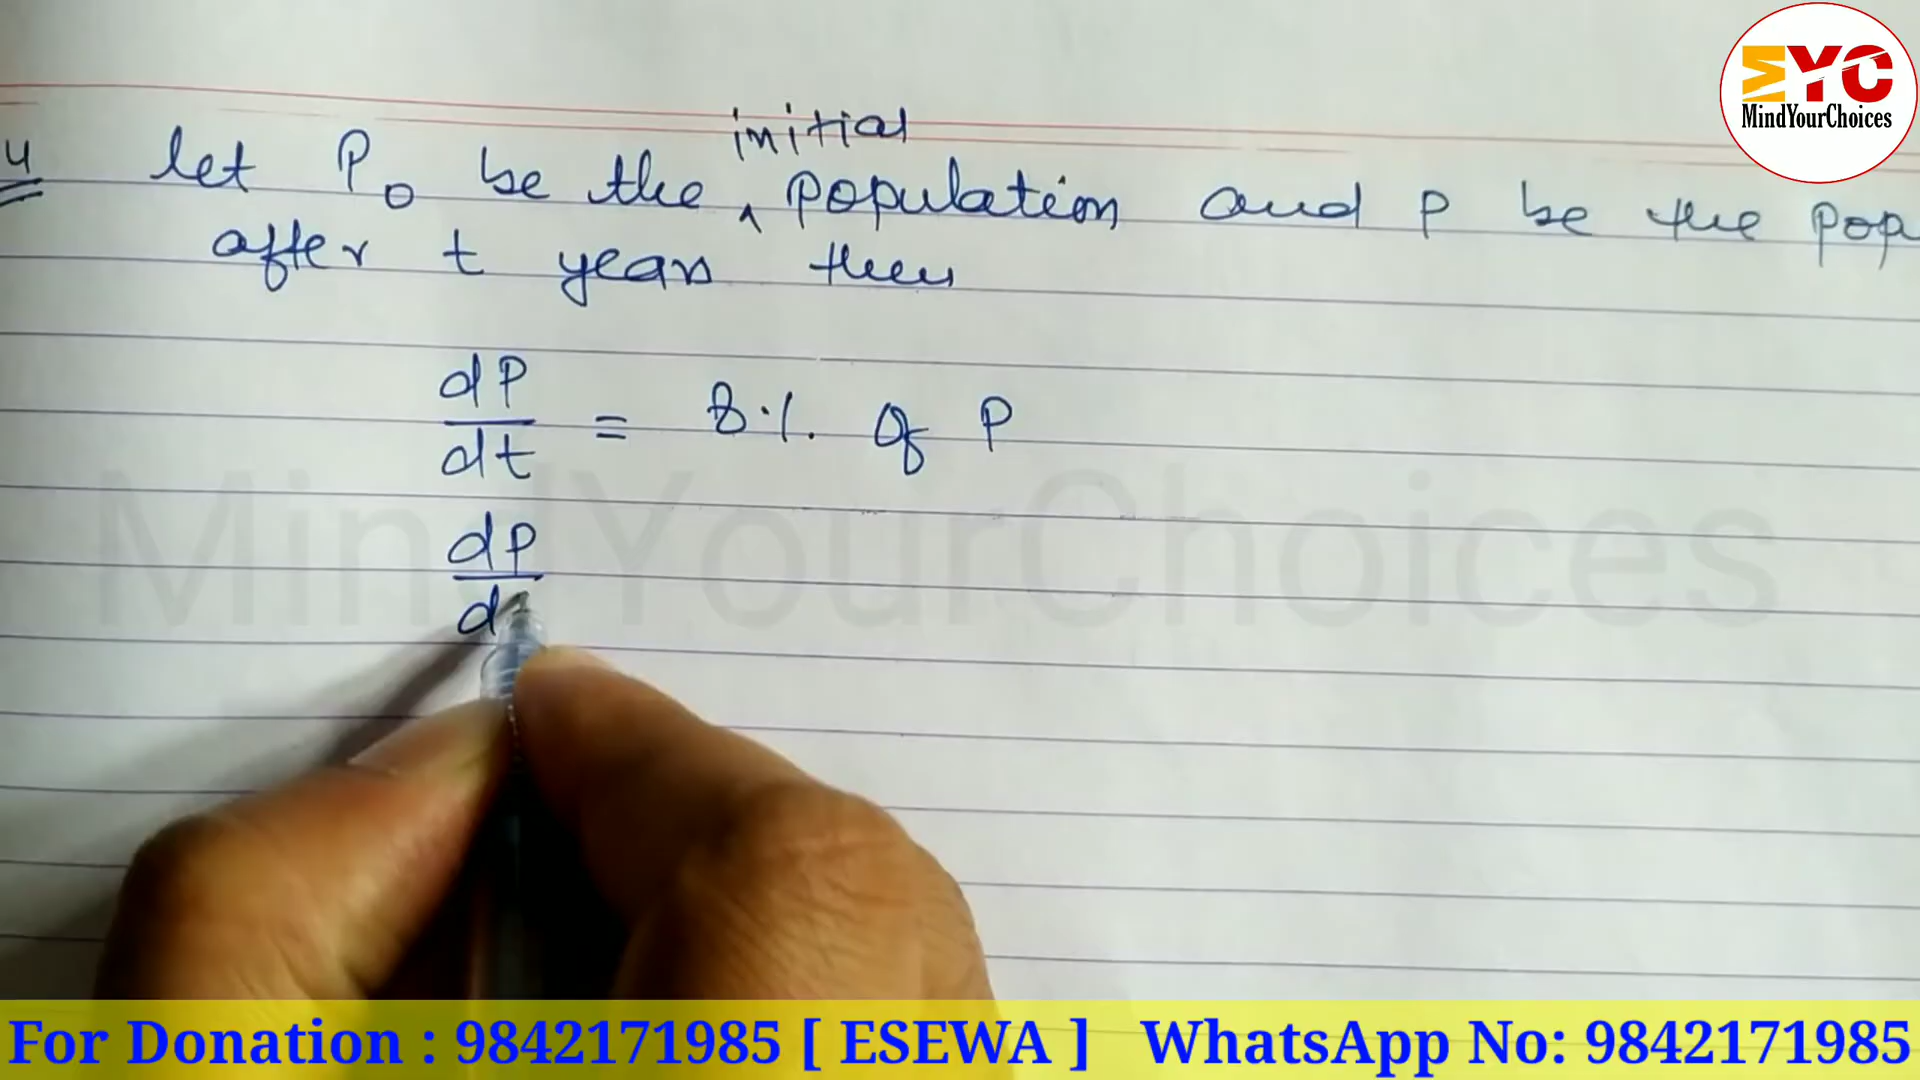 MYC
MindYourChoices
initial
4 let P0 be the ^ population and P be the pop
after t years then
dP/dt = 8 % of P
dP/d
MindYourChoices
For Donation : 9842171985 [ ESEWA ] WhatsApp No: 9842171985